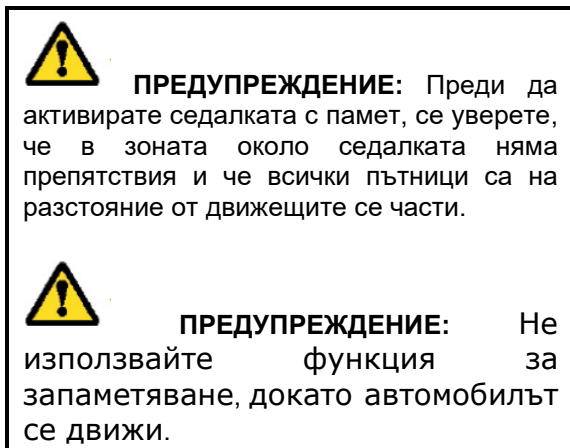 ПРЕДУПРЕЖДЕНИЕ: Преди да
активирате седалката с памет, се уверете,
че в зоната около седалката няма
препятствия и че всички пътници са на
разстояние от движещите се части.
ПРЕДУПРЕЖДЕНИЕ: Не
използвайте функция за
запаметяване, докато автомобилът
се движи.